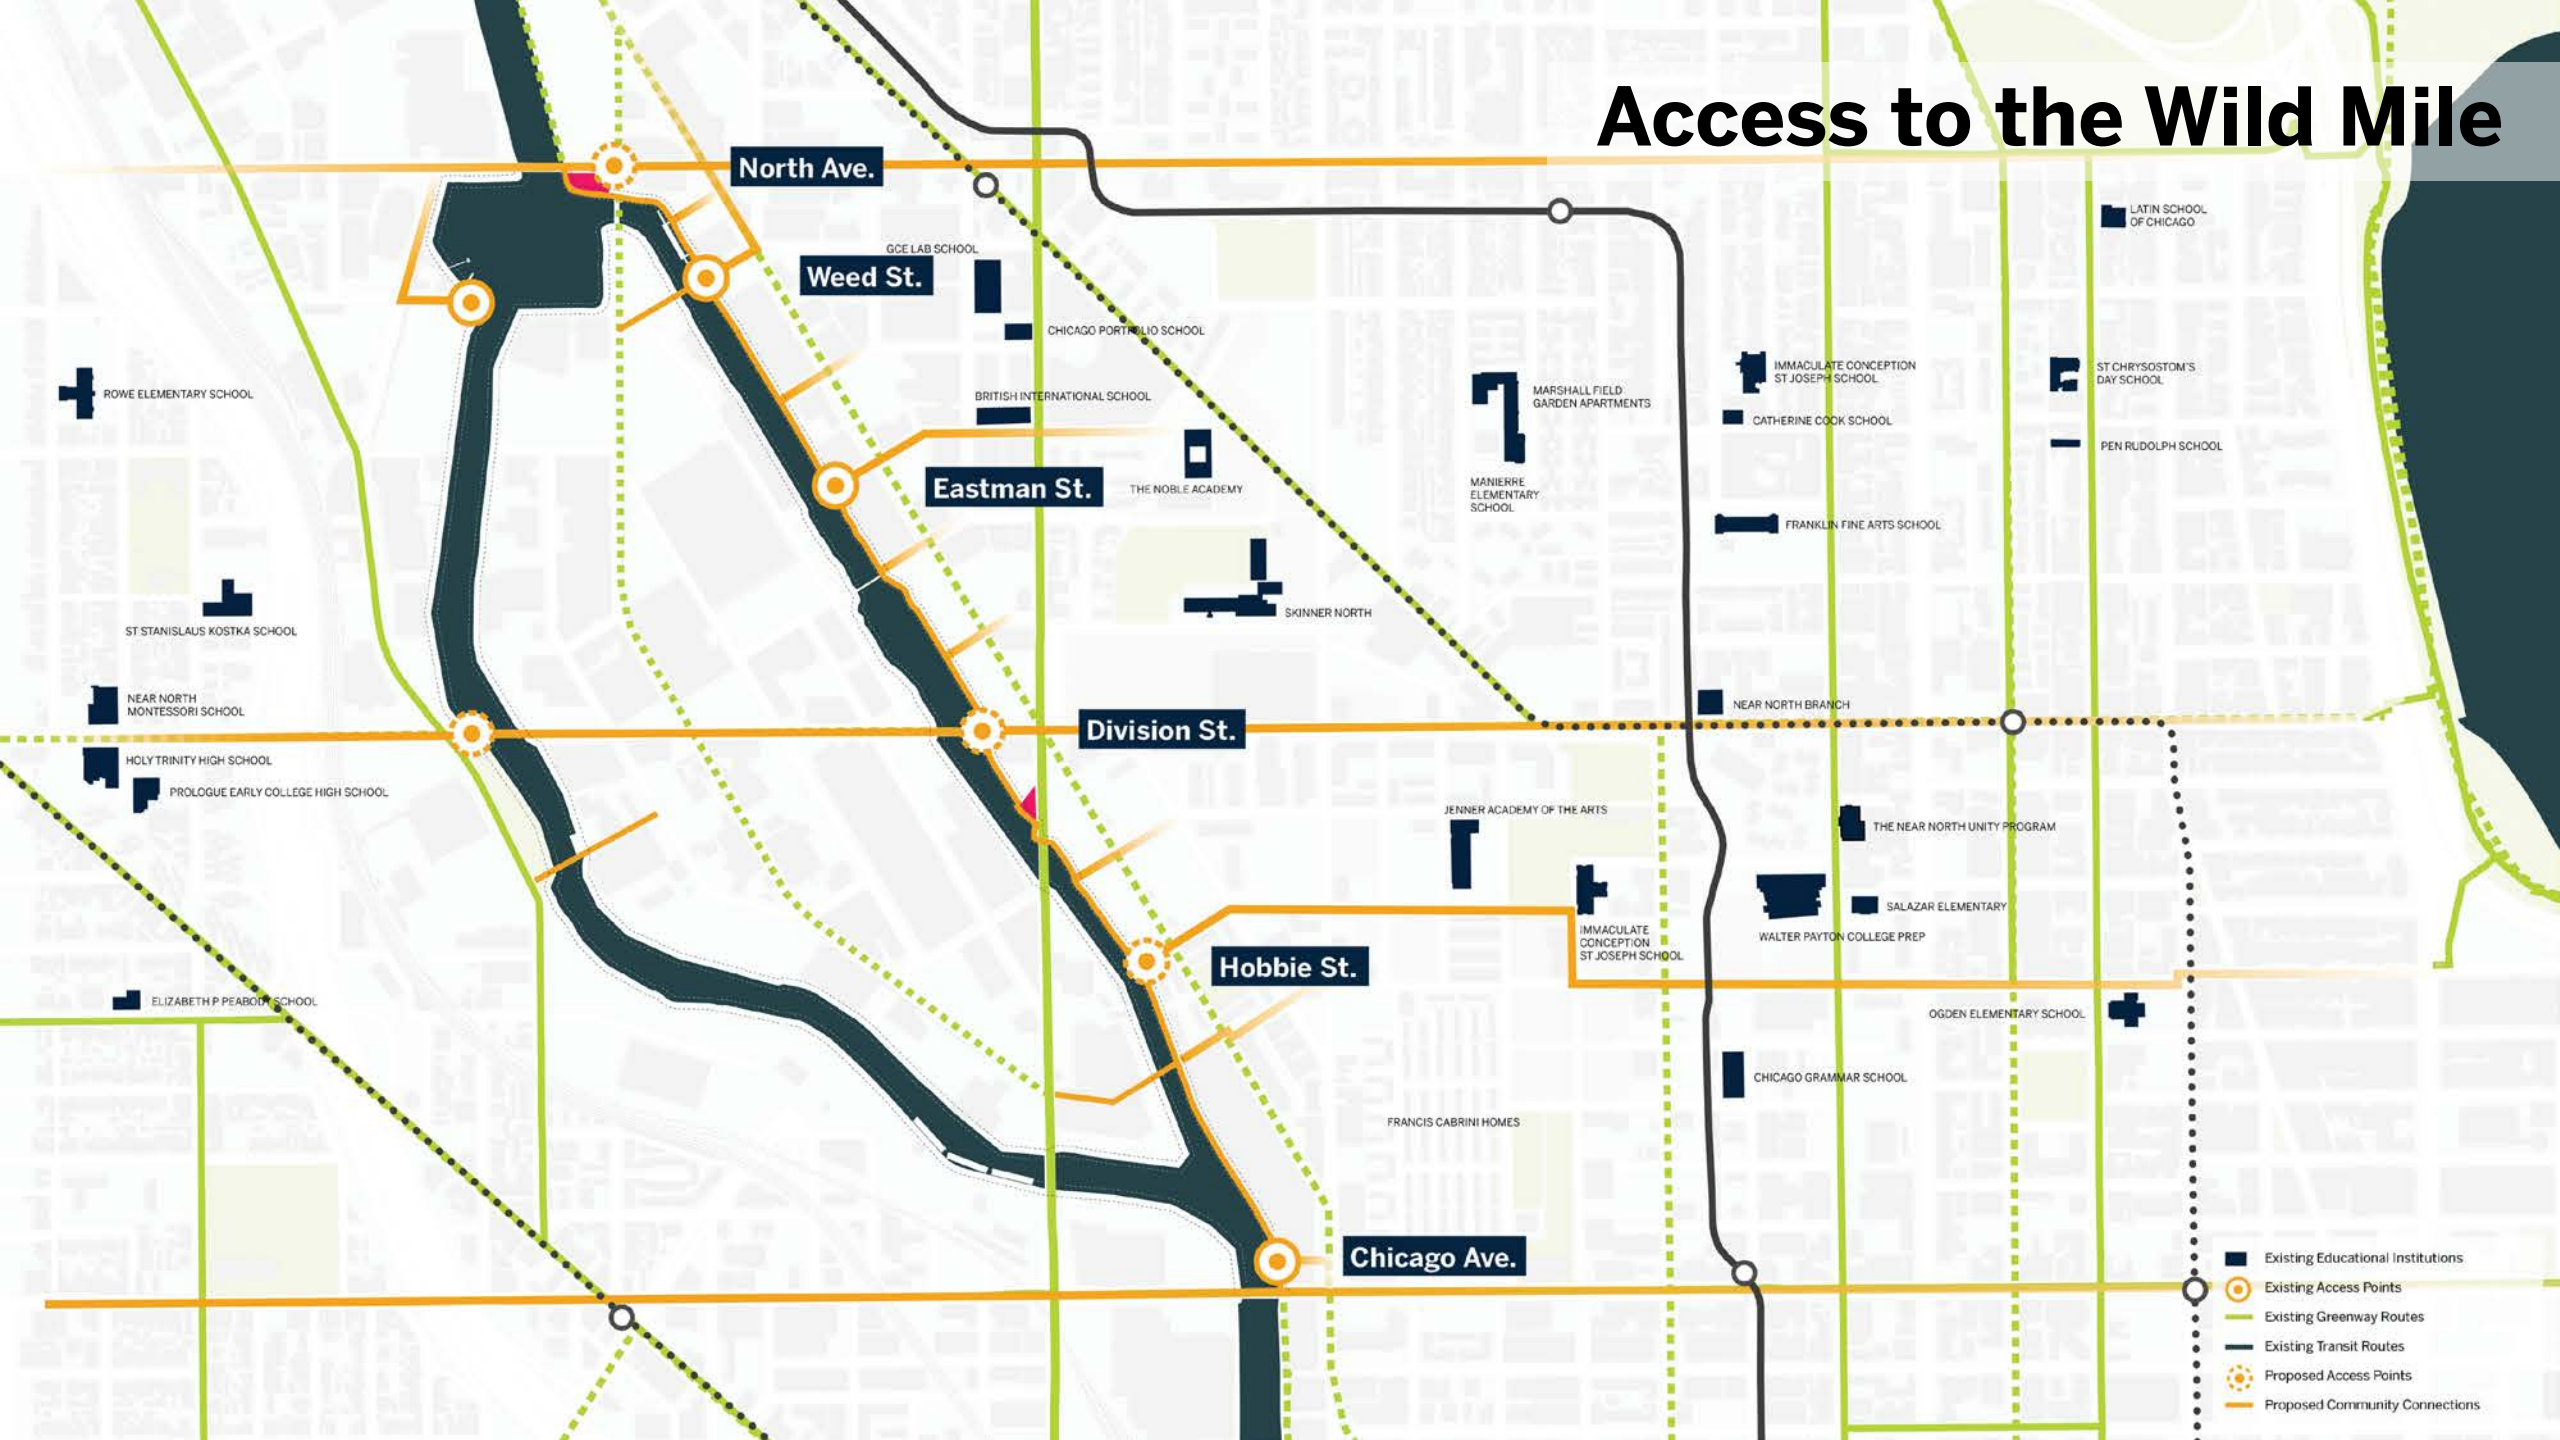 Access to the Wild Mile
North Ave.
LATIN SCHOOL
OF CHICAGO
GCE LAB SCHOOL
Weed St.
CHICAGO PORTFOLIO SCHOOL
ROWE ELEMENTARY SCHOOL
BRITISH INTERNATIONAL SCHOOL
MARSHALL FIELD
GARDEN APARTMENTS
IMMACULATE CONCEPTION
ST JOSEPH SCHOOL
ST CHRYSOSTOM'S
DAY SCHOOL
CATHERINE COOK SCHOOL
PEN RUDOLPH SCHOOL
Eastman St.
THE NOBLE ACADEMY
MANIERRE
ELEMENTARY
SCHOOL
FRANKLIN FINE ARTS SCHOOL
SKINNER NORTH
ST STANISLAUS KOSTKA SCHOOL
NEAR NORTH
MONTESSORI SCHOOL
NEAR NORTH BRANCH
Division St.
HOLY TRINITY HIGH SCHOOL
PROLOGUE EARLY COLLEGE HIGH SCHOOL
JENNER ACADEMY OF THE ARTS
THE NEAR NORTH UNITY PROGRAM
SALAZAR ELEMENTARY
WALTER PAYTON COLLEGE PREP
IMMACULATE
CONCEPTION
ST JOSEPH SCHOOL
Hobbie St.
ELIZABETH P PEABODY SCHOOL
OGDEN ELEMENTARY SCHOOL
CHICAGO GRAMMAR SCHOOL
FRANCIS CABRINI HOMES
Chicago Ave.
Existing Educational Institutions
Existing Access Points
Existing Greenway Routes
Existing Transit Routes
Proposed Access Points
Proposed Community Connections